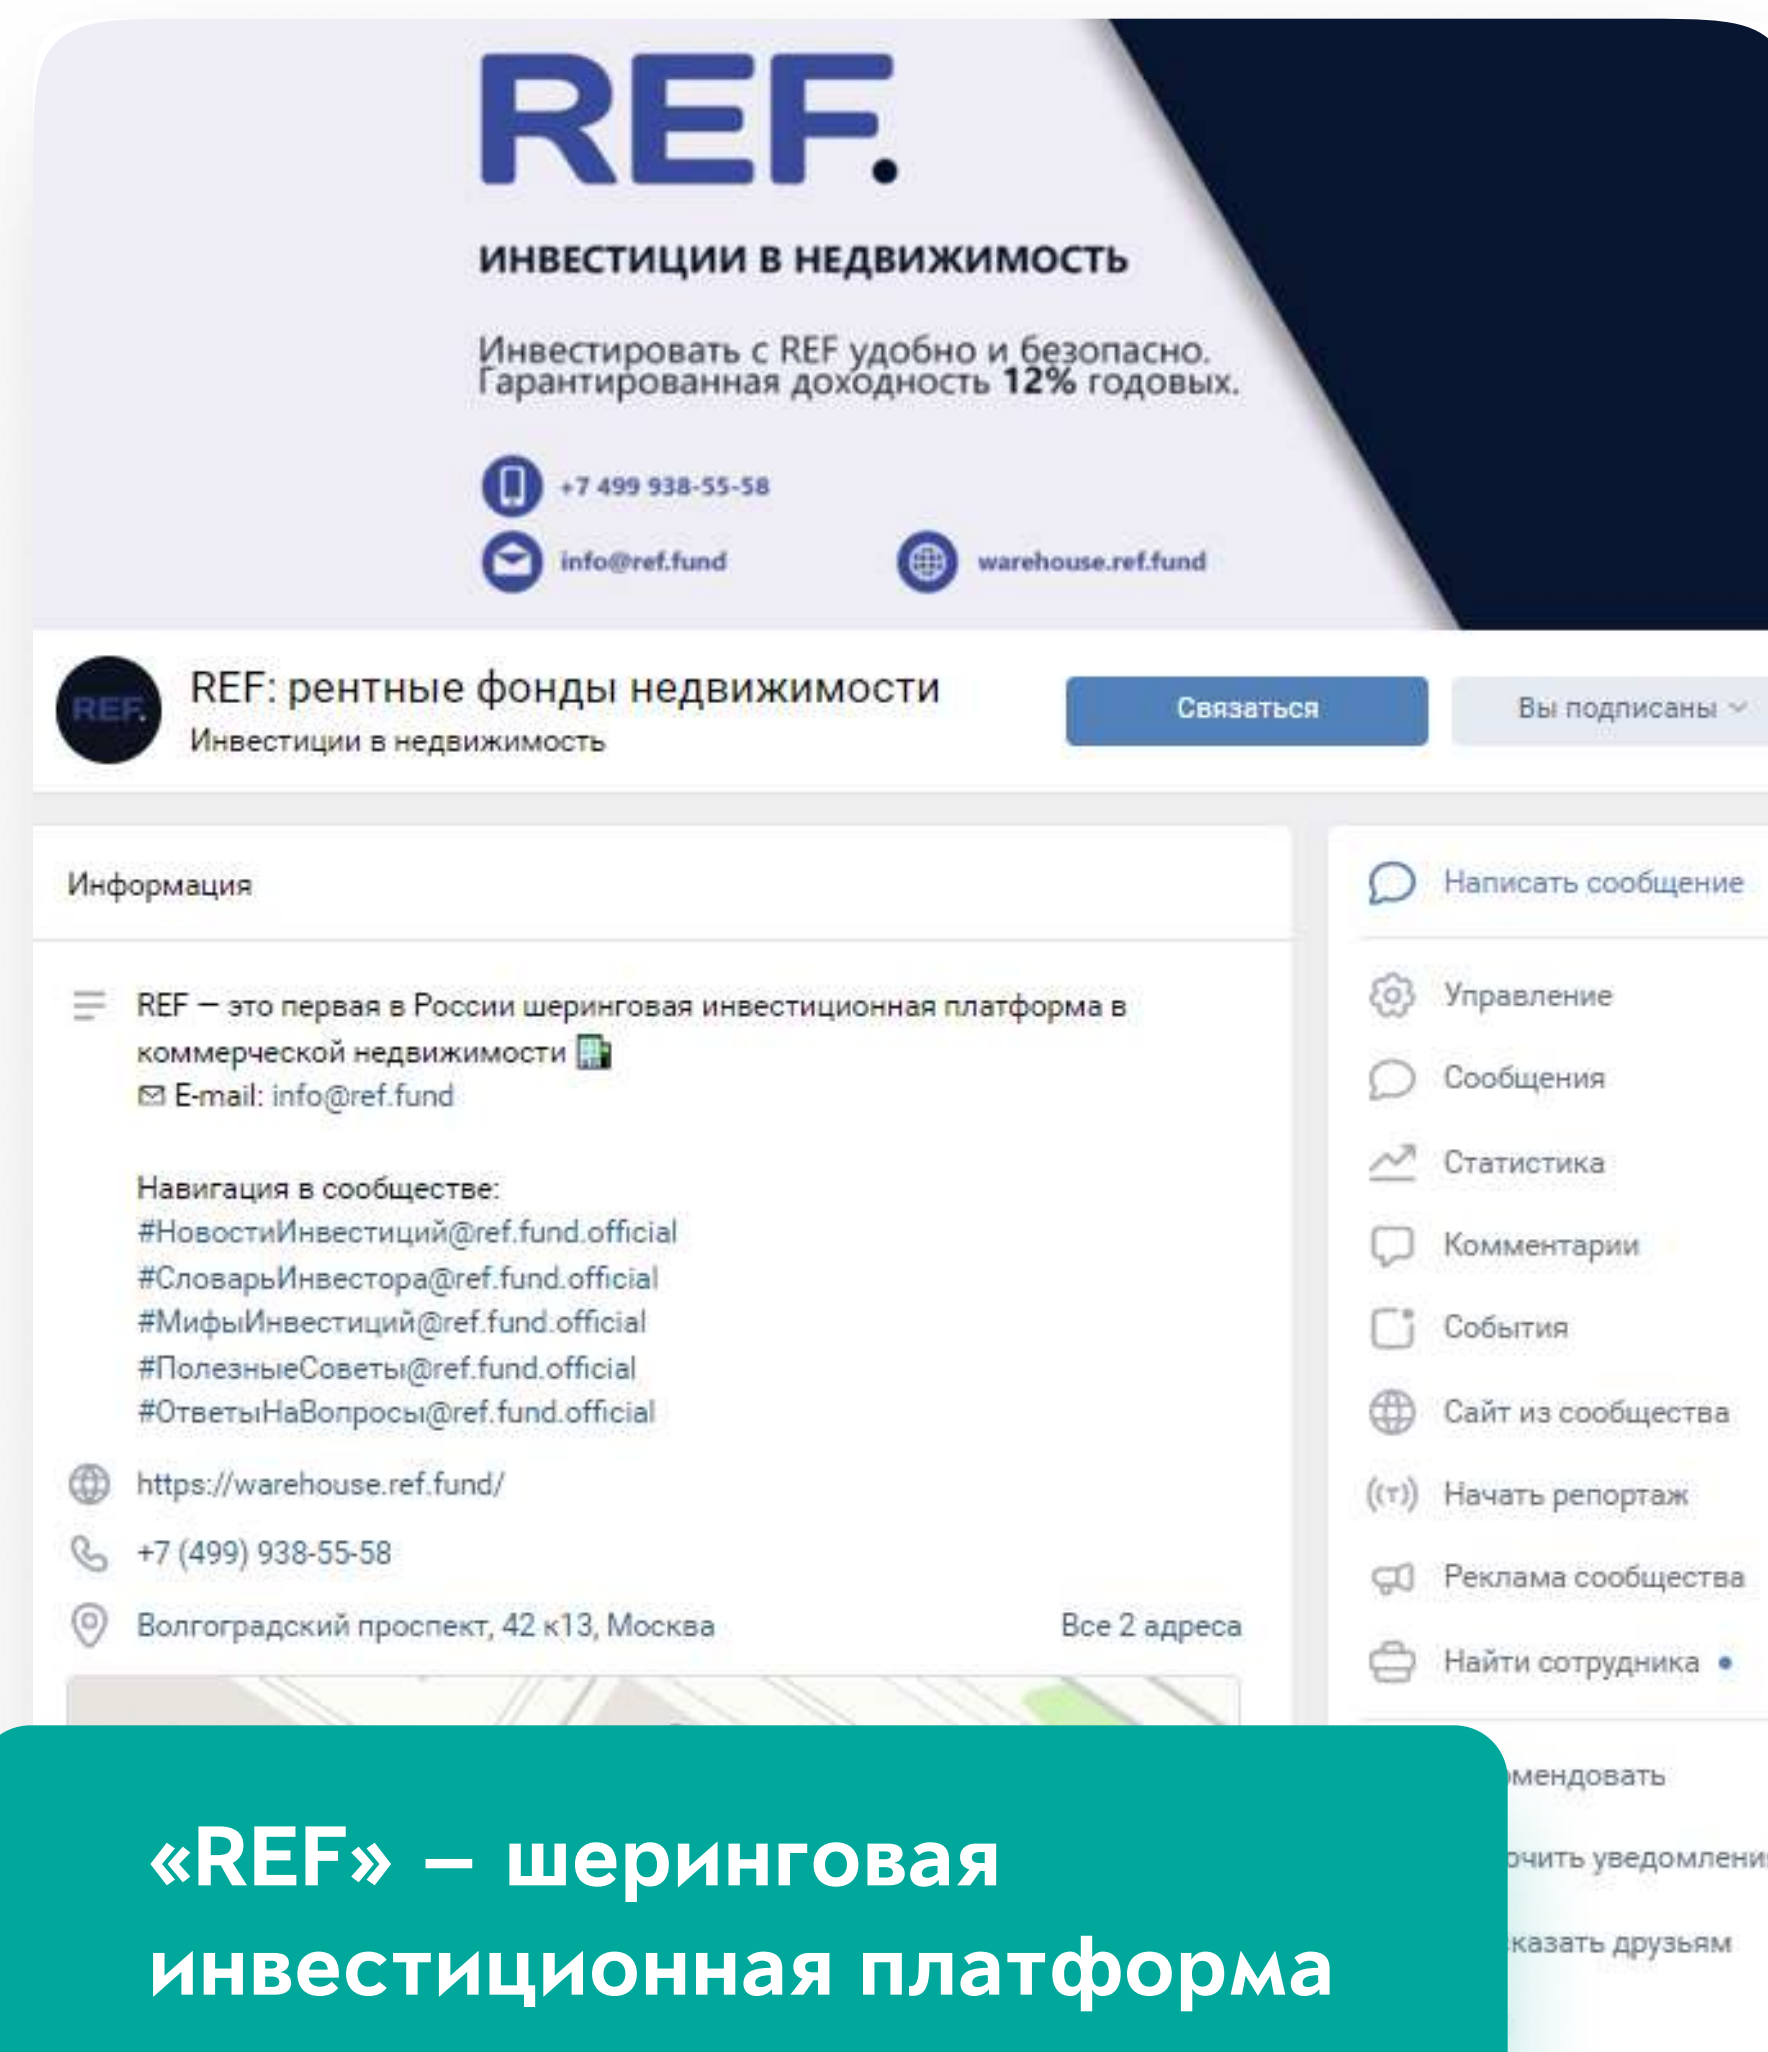 REF.
ИНВЕСТИЦИИ В НЕДВИЖИМОСТЬ
Инвестировать с REF удобно и безопасно.
Гарантированная доходность 12% годовых.
+7 499 938-55-58
info@ref.fund
warehouse.ref.fund
REF.
REF: рентные фонды недвижимости
Инвестиции в недвижимость
Связаться
Вы подписаны
Информация
REF — это первая в России шеринговая инвестиционная платформа в
коммерческой недвижимости
E-mail: info@ref.fund
Навигация в сообществе:
#НовостиИнвестиций@ref.fund.official
#СловарьИнвестора@ref.fund.official
#МифыИнвестиций@ref.fund.official
#ПолезныеСоветы@ref.fund.official
#ОтветыНаВопросы@ref.fund.official
https://warehouse.ref.fund/
+7 (499) 938-55-58
Волгоградский проспект, 42 к13, Москва
Все 2 адреса
Написать сообщение
Управление
Сообщения
Статистика
Комментарии
События
Сайт из сообщества
Начать репортаж
Реклама сообщества
Найти сотрудника
мендовать
чить уведомления
казать друзьям
«REF» – шеринговая
инвестиционная платформа